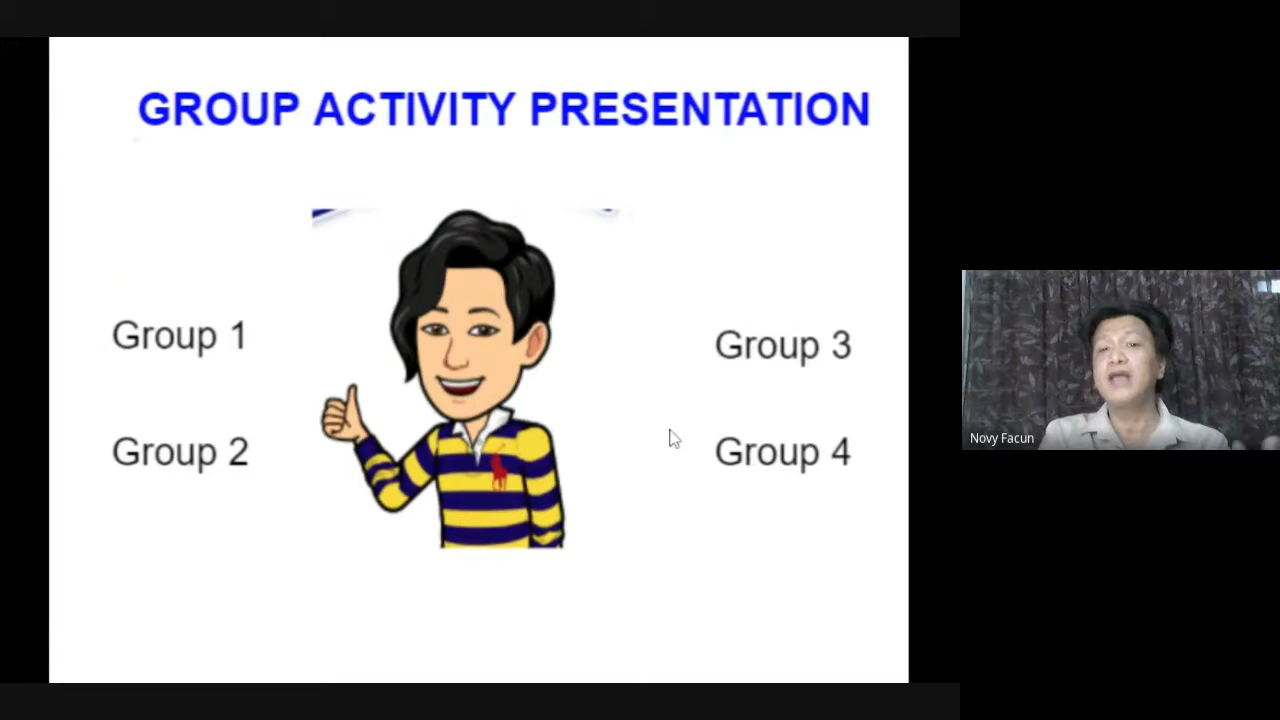 GROUP ACTIVITY PRESENTATION
Group 1
Group 2
Group 3
Group 4
Novy Facun